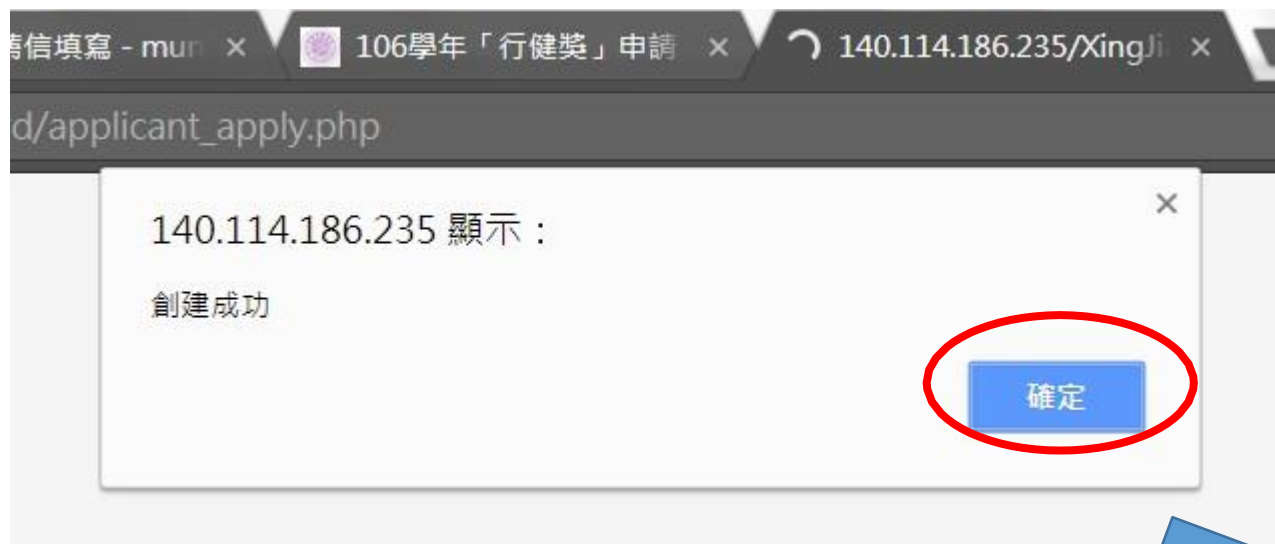 薦信填寫 - mun
106學年「行健獎」申請
140.114.186.235/XingJi
d/applicant_apply.php
140.114.186.235 顯示：
創建成功
確定